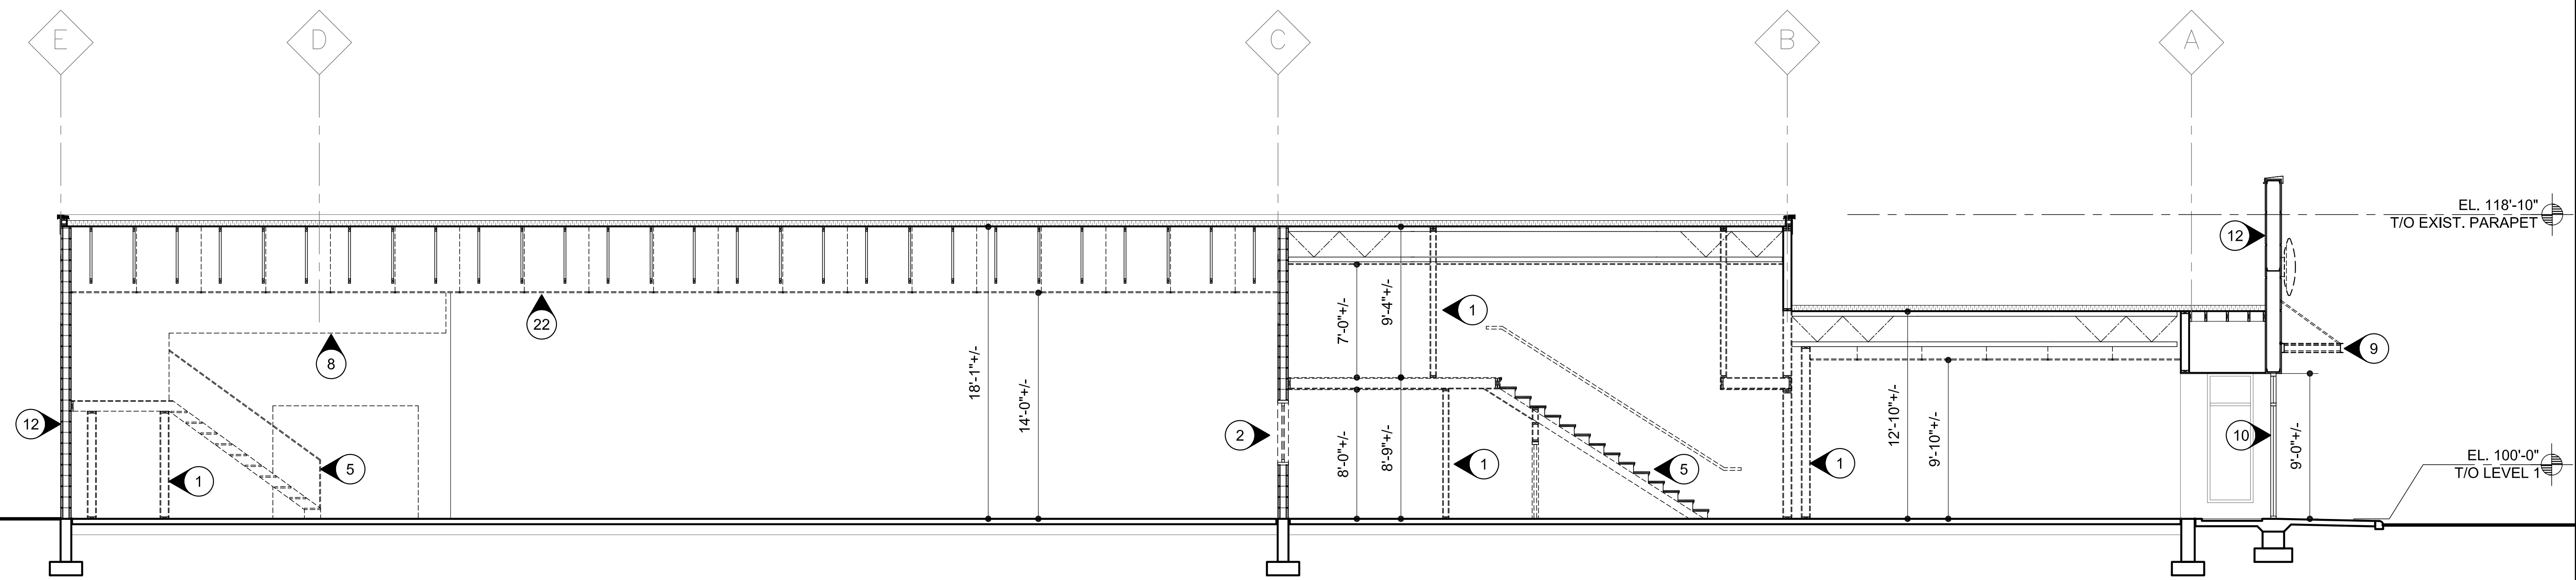 E
D
C
B
A
EL. 118'-10"
T/O EXIST. PARAPET
12
22
8
1
9
7'-0"+/-
9'-4"+/-
18'-1"+/-
14'-0"+/-
12'-10"+/-
9'-10"+/-
12
2
10
9'-0"+/-
8'-0"+/-
8'-9"+/-
1
5
1
5
1
EL. 100'-0"
T/O LEVEL 1